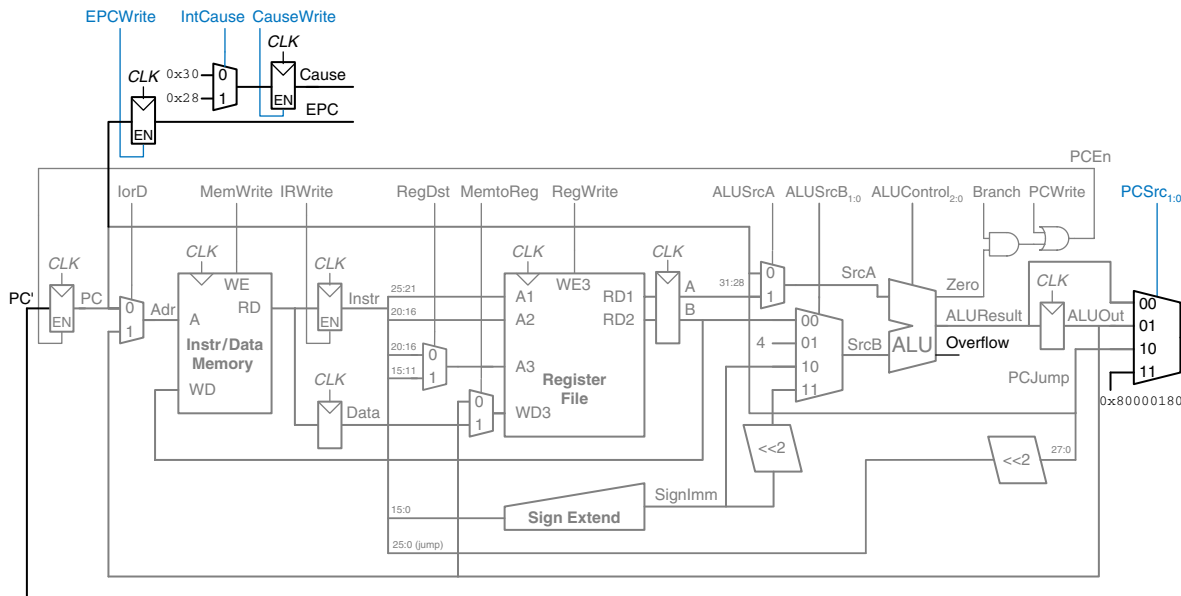 EPCWrite IntCause CauseWrite
CLK
CLK 0x30 0 Cause
0x28 1 EN
EPC
EN
PCEn
IorD MemWrite IRWrite RegDst MemtoReg RegWrite ALUSrcA ALUSrcB1:0 ALUControl2:0 Branch PCWrite PCSrc1:0
CLK CLK CLK CLK CLK
PC' PC EN 0 1 Adr
WE RD A Instr/Data Memory WD
EN Instr
CLK Data
25:21
20:16
20:16 0
15:11 1
0 1
A1 WE3 RD1
A2 RD2
A3 Register File
WD3
A
B
31:28 0 1 SrcA
00
4 01
10
11
SrcB
ALU
Zero
CLK
ALUResult ALUOut
Overflow
PCJump
00
01
10
11
0x80000180
<<2
<<2 27:0
SignImm
15:0 Sign Extend
25:0 (jump)